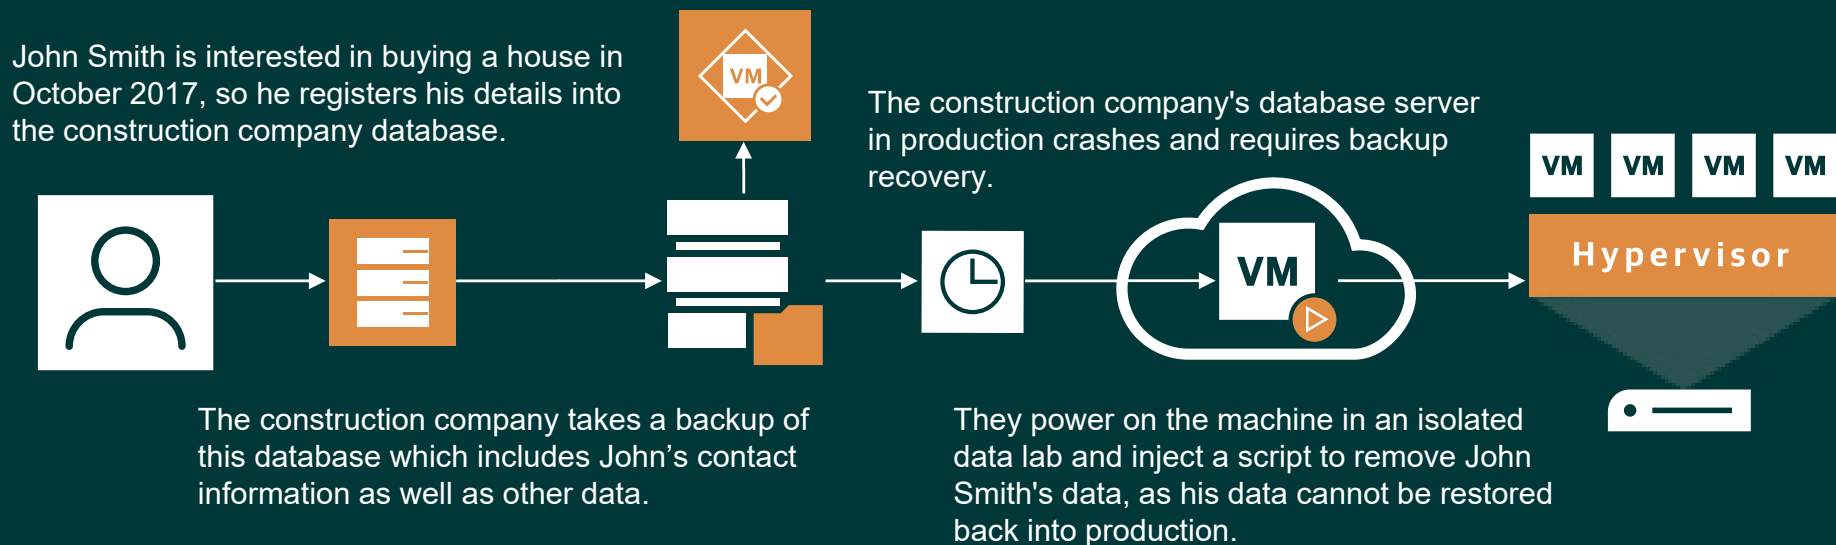 John Smith is interested in buying a house in
October 2017, so he registers his details into
the construction company database.
VM
The construction company's database server
in production crashes and requires backup
recovery.
VM VM VM VM
Hypervisor
VM
The construction company takes a backup of
this database which includes John’s contact
information as well as other data.
They power on the machine in an isolated
data lab and inject a script to remove John
Smith's data, as his data cannot be restored
back into production.